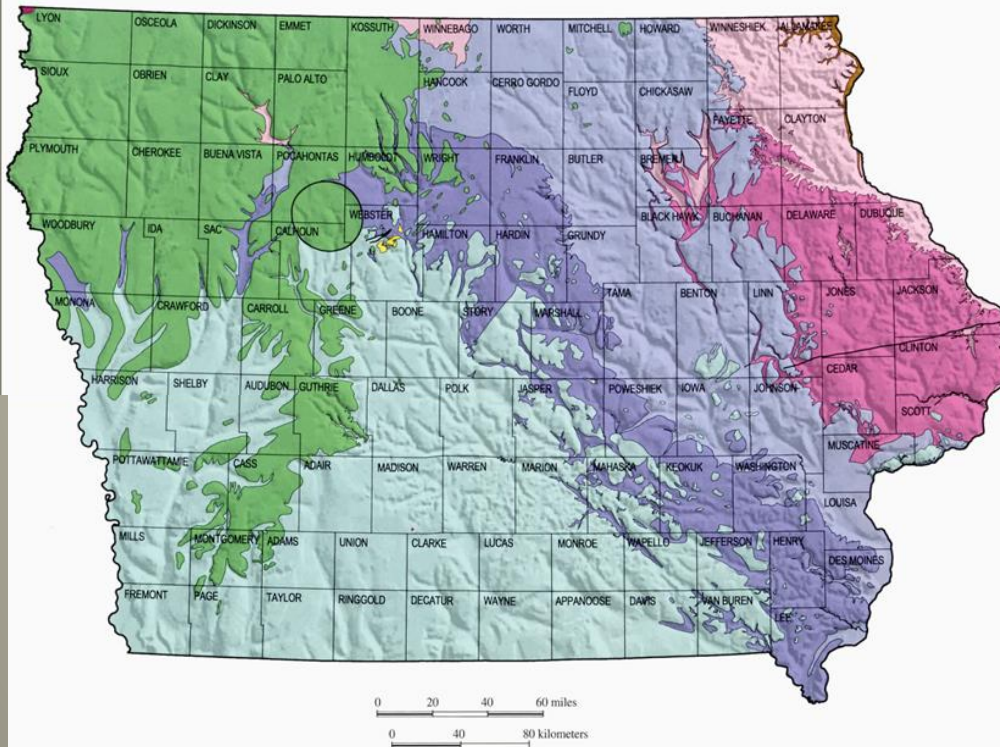 LYON
OSCEOLA
DICKINSON
EMMET
KOSSUTH
WINNEBAGO
WORTH
MITCHELL
HOWARD
WINNESHIEK
ALLAMAKEE
SIOUX
OBRIEN
CLAY
PALO ALTO
HANCOCK
CERRO GORDO
FLOYD
CHICKASAW
FAYETTE
CLAYTON
PLYMOUTH
CHEROKEE
BUENA VISTA
POCAHONTAS
HUMBOLDT
WRIGHT
FRANKLIN
BUTLER
BREMER
WOODBURY
IDA
SAC
CALHOUN
WEBSTER
HAMILTON
HARDIN
GRUNDY
BLACK HAWK
BUCHANAN
DELAWARE
DUBUQUE
MONONA
CRAWFORD
CARROLL
GREENE
BOONE
STORY
MARSHALL
TAMA
BENTON
LINN
JONES
JACKSON
CLINTON
CEDAR
HARRISON
SHELBY
AUDUBON
GUTHRIE
DALLAS
POLK
JASPER
POWESHIEK
IOWA
JOHNSON
SCOTT
MUSCATINE
POTTAWATTAMIE
CASS
ADAIR
MADISON
WARREN
MARION
MAHASKA
KEOKUK
WASHINGTON
LOUISA
MILLS
MONTGOMERY
ADAMS
UNION
CLARKE
LUCAS
MONROE
WAPELLO
JEFFERSON
HENRY
DES MOINES
FREMONT
PAGE
TAYLOR
RINGGOLD
DECATUR
WAYNE
APPANOOSE
DAVIS
VAN BUREN
LEE
0 20 40 60 miles
0 40 80 kilometers